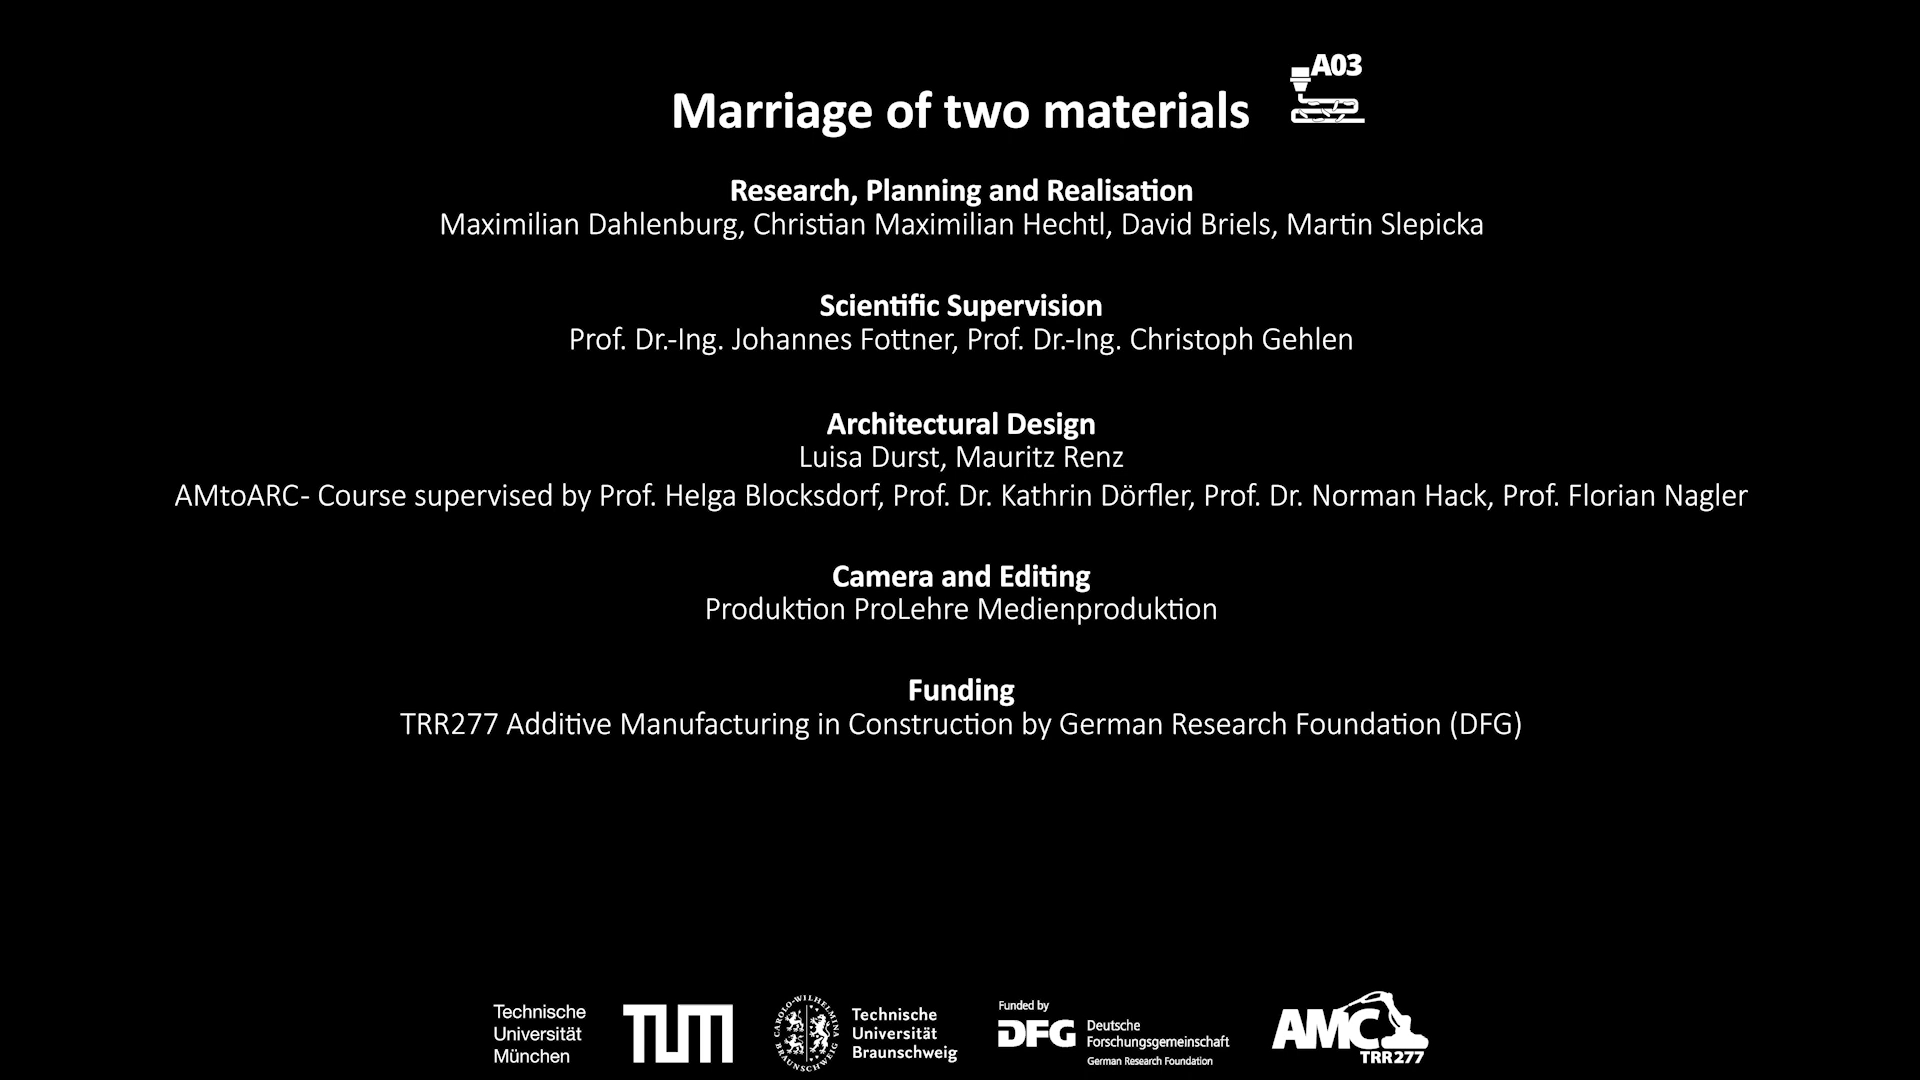 A03
Marriage of two materials
Research, Planning and Realisation
Maximilian Dahlenburg, Christian Maximilian Hechtl, David Briels, Martin Slepicka
Scientific Supervision
Prof. Dr.-Ing. Johannes Fottner, Prof. Dr.-Ing. Christoph Gehlen
Architectural Design
Luisa Durst, Mauritz Renz
AMtoARC- Course supervised by Prof. Helga Blocksdorf, Prof. Dr. Kathrin Dörfler, Prof. Dr. Norman Hack, Prof. Florian Nagler
Camera and Editing
Produktion ProLehre Medienproduktion
Funding
TRR277 Additive Manufacturing in Construction by German Research Foundation (DFG)
Technische
Universität
München
TUM
CAROLO-WILHELMINA
BRAUNSCHWEIG
Technische
Universität
Braunschweig
Funded by
DFG
Deutsche
Forschungsgemeinschaft
German Research Foundation
AMC
TRR277